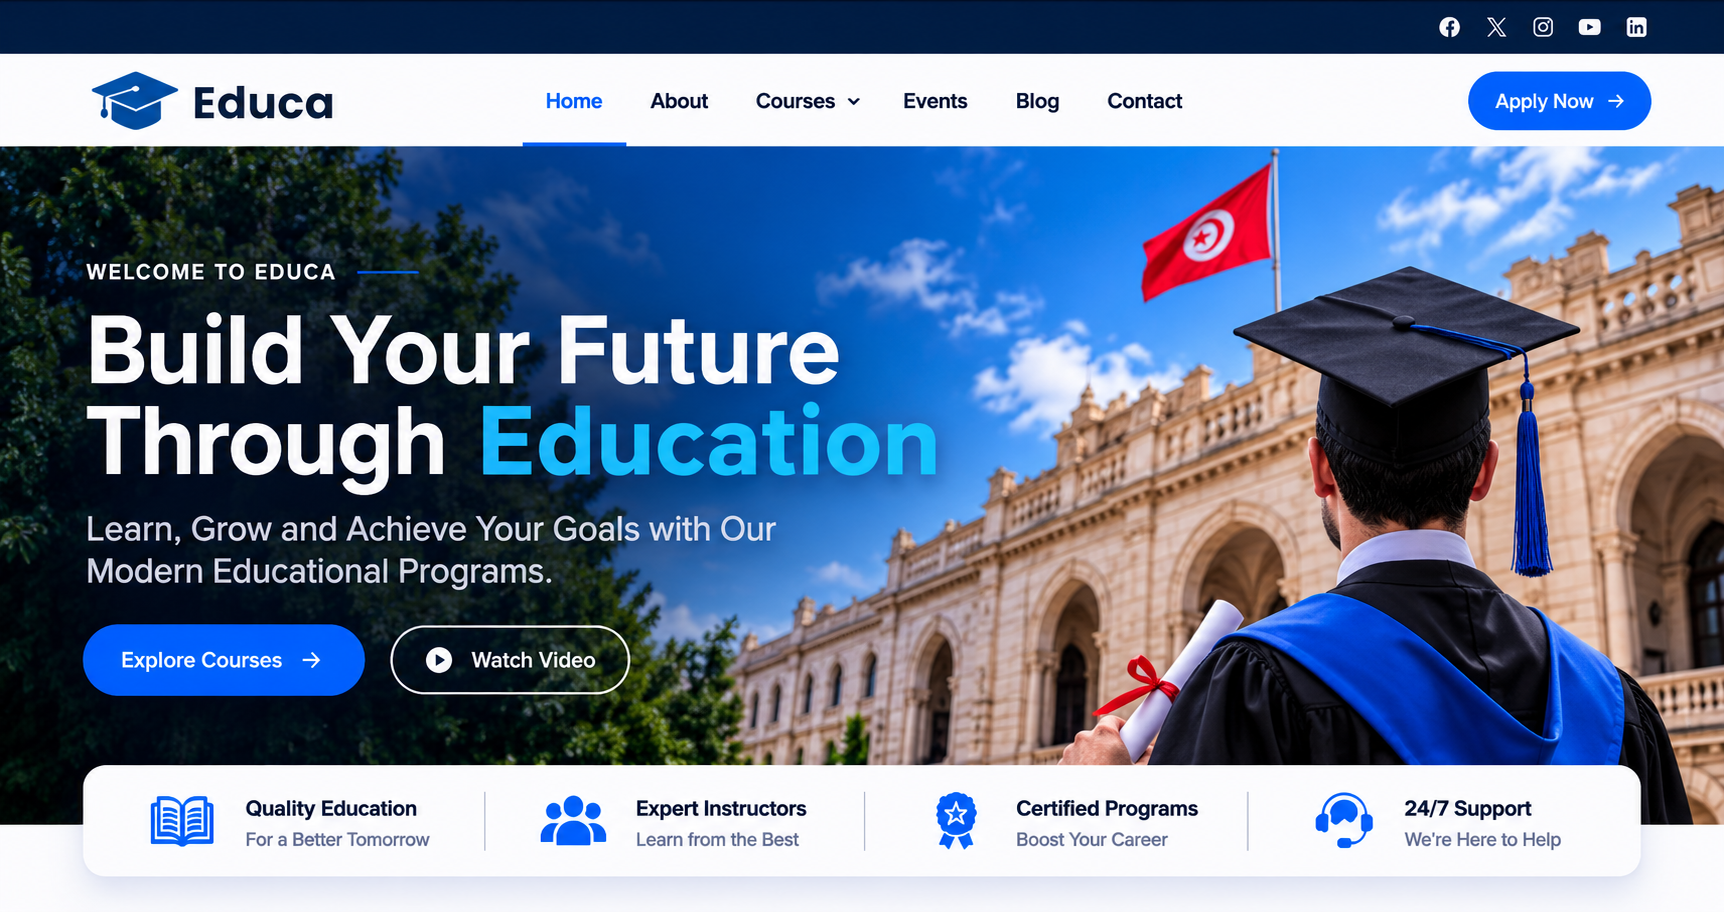 Educa
Home
About
Courses
Events
Blog
Contact
Apply Now
WELCOME TO EDUCA
Build Your Future
Through Education
Learn, Grow and Achieve Your Goals with Our
Modern Educational Programs.
Explore Courses
Watch Video
Quality Education
For a Better Tomorrow
Expert Instructors
Learn from the Best
Certified Programs
Boost Your Career
24/7 Support
We're Here to Help